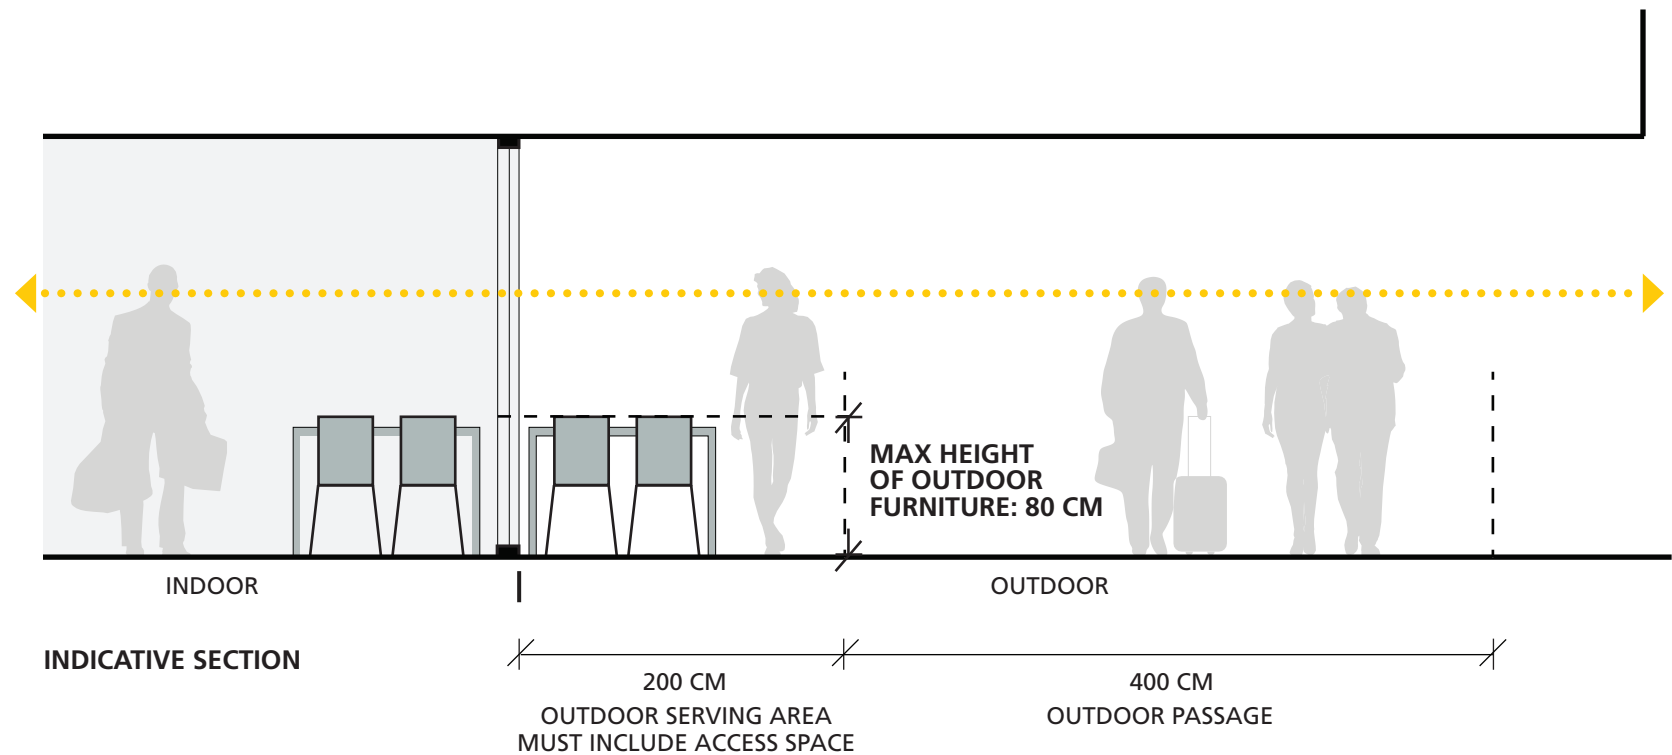 MAX HEIGHT
OF OUTDOOR
FURNITURE: 80 CM
INDOOR
OUTDOOR
INDICATIVE SECTION
200 CM
OUTDOOR SERVING AREA
MUST INCLUDE ACCESS SPACE
400 CM
OUTDOOR PASSAGE